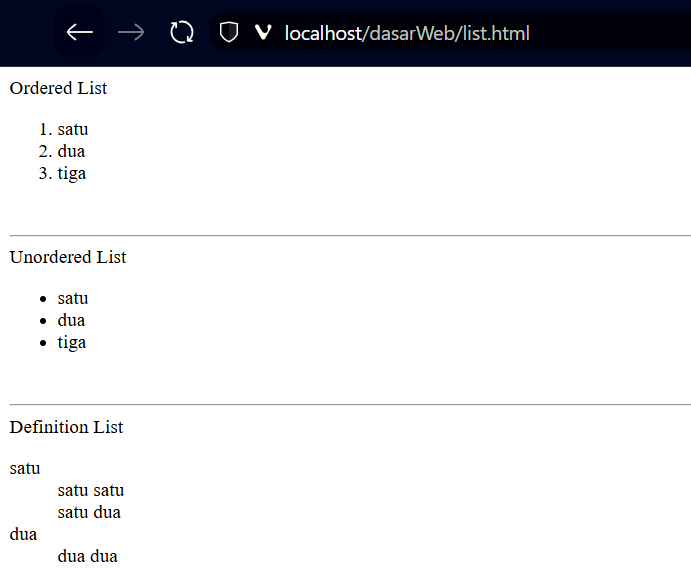 localhost/dasarWeb/list.html
Ordered List
1. satu
2. dua
3. tiga
Unordered List
• satu
• dua
• tiga
Definition List
satu
satu satu
satu dua
dua
dua dua